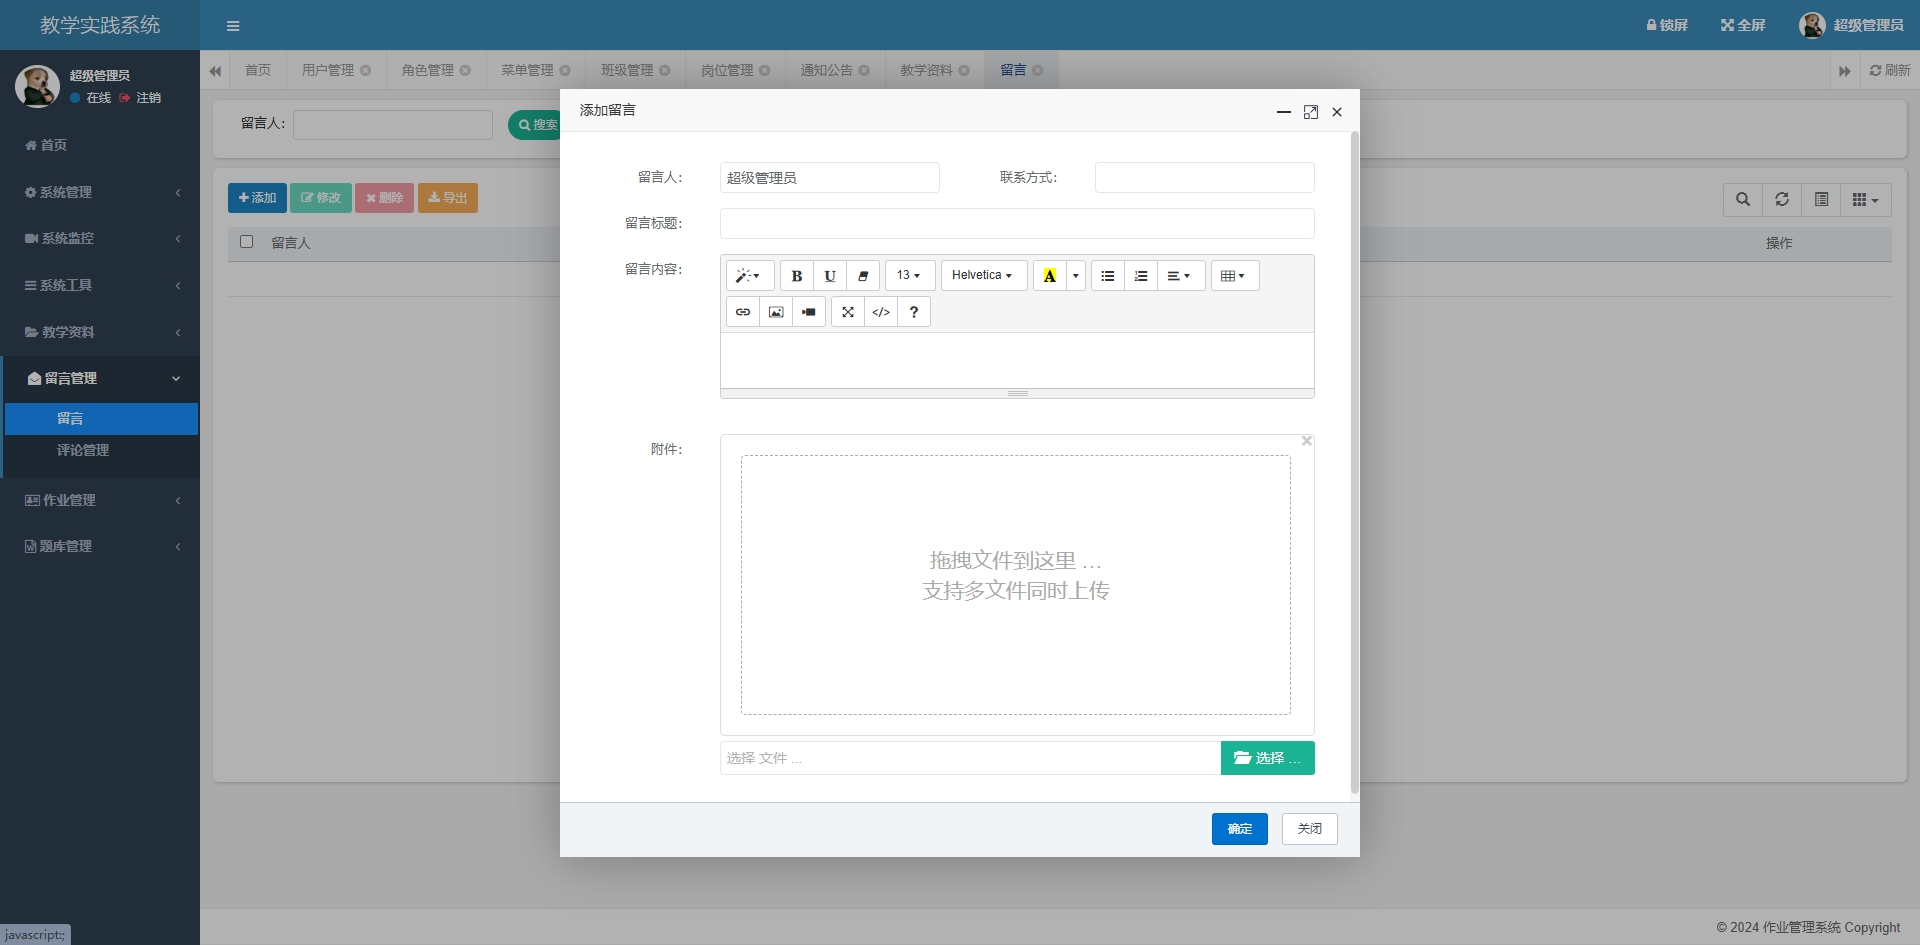 教学实践系统
锁屏 全屏 超级管理员
超级管理员
在线 注销
首页 用户管理 角色管理 菜单管理 班级管理 岗位管理 通知公告 教学资料 留言 刷新
首页
系统管理
系统监控
系统工具
教学资料
留言管理
留言
评论管理
作业管理
题库管理
留言人: 搜索
添加 修改 删除 导出
留言人 操作
添加留言
留言人: 超级管理员 联系方式:
留言标题:
留言内容:
B U 13 Helvetica A
</> ?
附件:
拖拽文件到这里 …
支持多文件同时上传
选择 文件 ...
选择 …
确定 关闭
© 2024 作业管理系统 Copyright
javascript:;